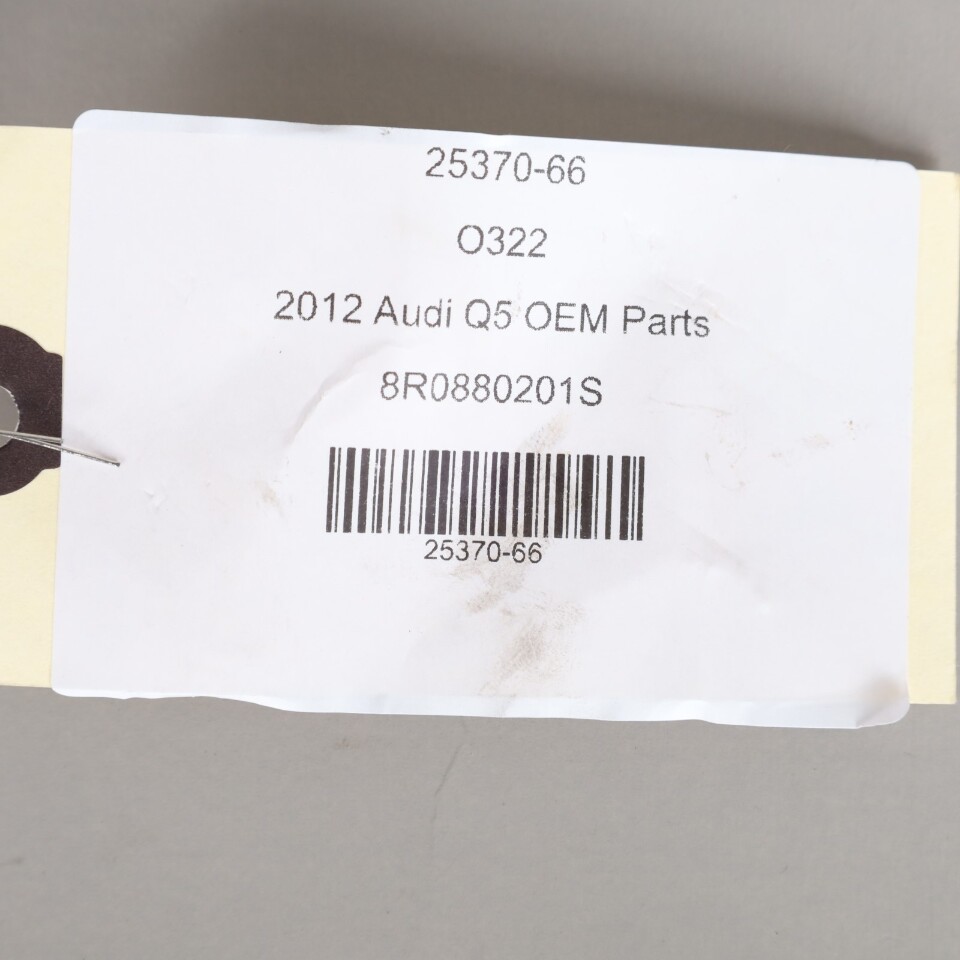 25370-66
O322
2012 Audi Q5 OEM Parts
8R0880201S
25370-66